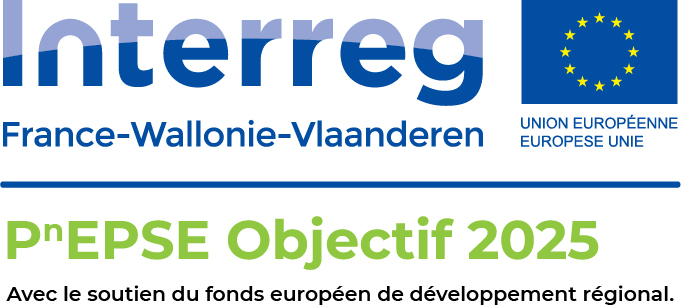 Interreg
France-Wallonie-Vlaanderen
UNION EUROPÉENNE
EUROPESE UNIE
PⁿEPSE Objectif 2025
Avec le soutien du fonds européen de développement régional.